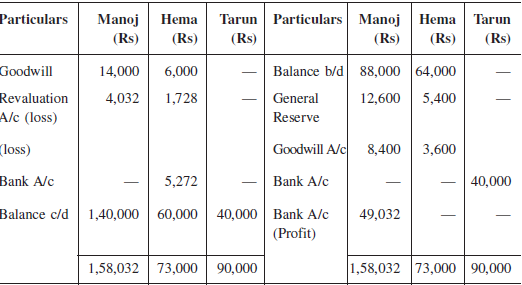 Particulars Manoj Hema Tarun Particulars Manoj Hema Tarun
(Rs) (Rs) (Rs) (Rs) (Rs) (Rs)
Goodwill 14,000 6,000 — Balance b/d 88,000 64,000 —
Revaluation 4,032 1,728 — General 12,600 5,400 —
A/c (loss) Reserve
(loss) Goodwill A/c 8,400 3,600
Bank A/c — 5,272 — Bank A/c — — 40,000
Balance c/d 1,40,000 60,000 40,000 Bank A/c 49,032 — —
(Profit)
1,58,032 73,000 90,000 1,58,032 73,000 90,000